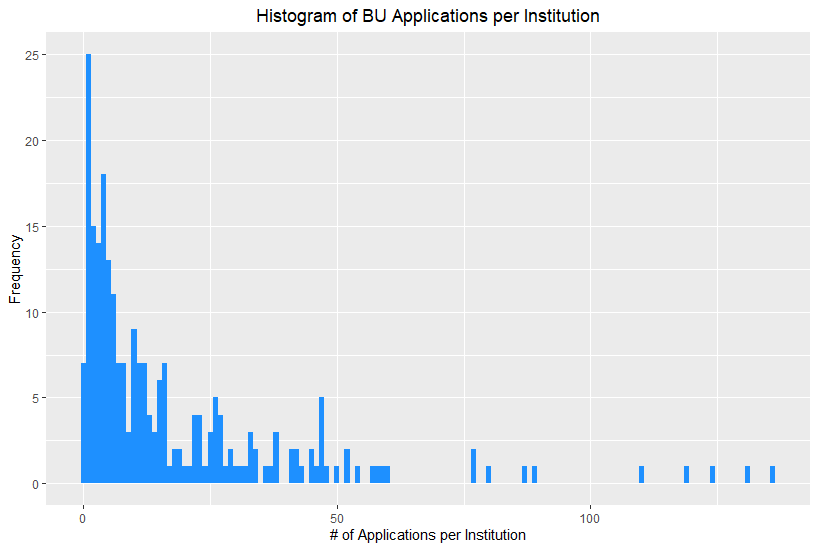 Histogram of BU Applications per Institution
25
20
15
10
5
0
Frequency
0 50 100
# of Applications per Institution